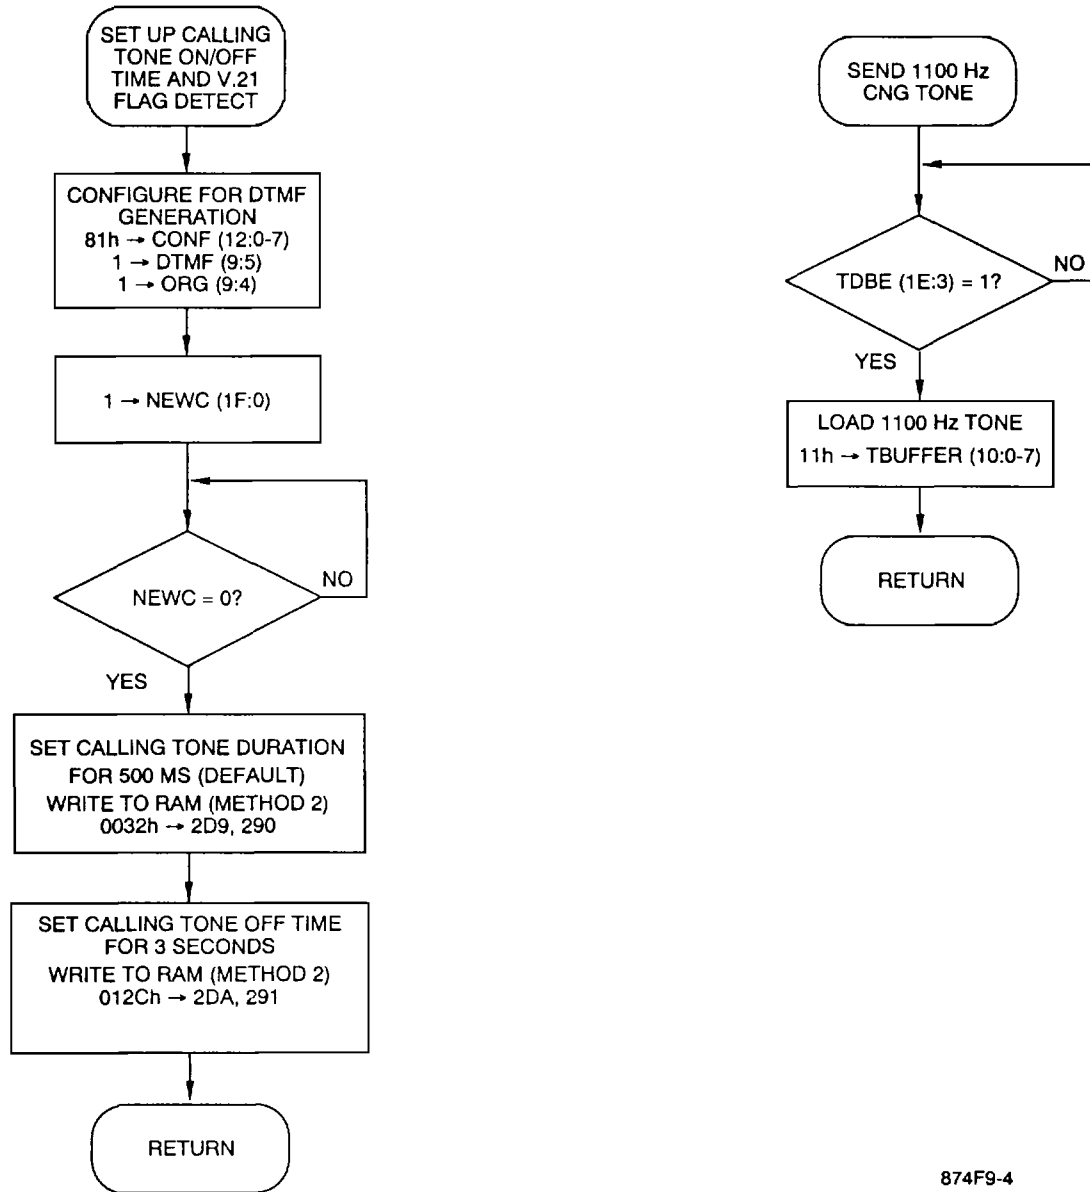 SET UP CALLING
TONE ON/OFF
TIME AND V.21
FLAG DETECT
CONFIGURE FOR DTMF
GENERATION
81h → CONF (12:0-7)
1 → DTMF (9:5)
1 → ORG (9:4)
1 → NEWC (1F:0)
NEWC = 0?
NO
YES
SET CALLING TONE DURATION
FOR 500 MS (DEFAULT)
WRITE TO RAM (METHOD 2)
0032h → 2D9, 290
SET CALLING TONE OFF TIME
FOR 3 SECONDS
WRITE TO RAM (METHOD 2)
012Ch → 2DA, 291
RETURN
SEND 1100 Hz
CNG TONE
TDBE (1E:3) = 1?
NO
YES
LOAD 1100 Hz TONE
11h → TBUFFER (10:0-7)
RETURN
874F9-4